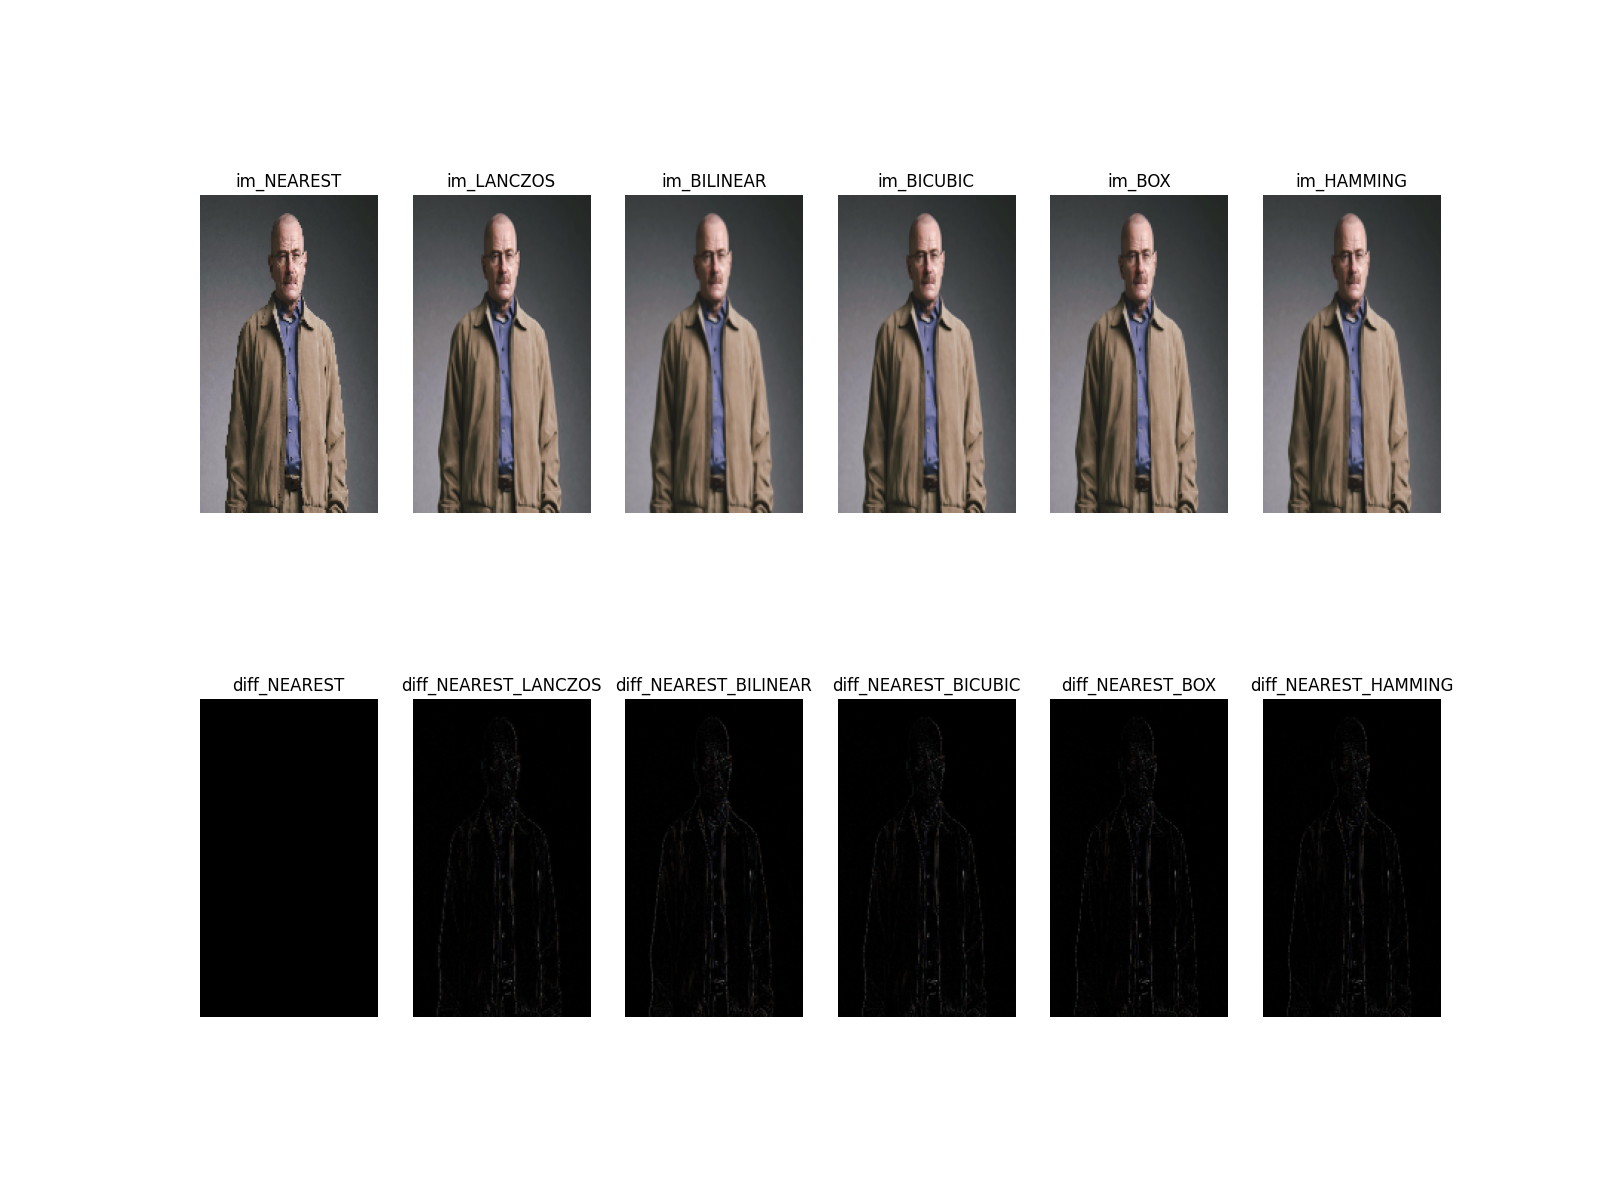 im_NEAREST im_LANCZOS im_BILINEAR im_BICUBIC im_BOX im_HAMMING
diff_NEAREST diff_NEAREST_LANCZOS diff_NEAREST_BILINEAR diff_NEAREST_BICUBIC diff_NEAREST_BOX diff_NEAREST_HAMMING